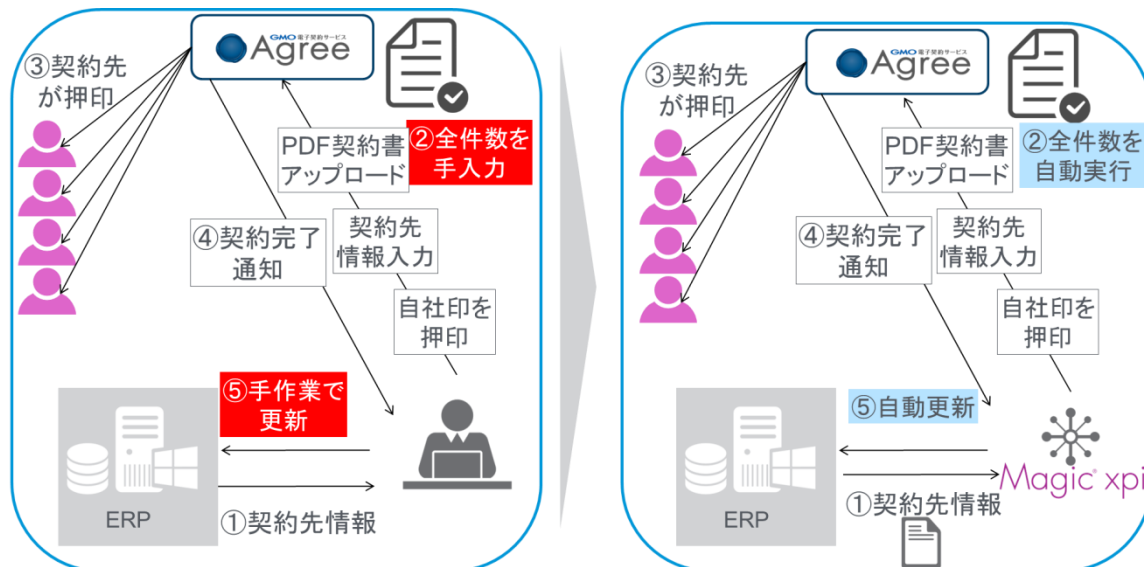 GMO電子契約サービス
Agree
③契約先
が押印
②全件数を
手入力
PDF契約書
アップロード
④契約完了
通知
契約先
情報入力
自社印を
押印
⑤手作業で
更新
ERP
①契約先情報
GMO電子契約サービス
Agree
③契約先
が押印
②全件数を
自動実行
PDF契約書
アップロード
④契約完了
通知
契約先
情報入力
自社印を
押印
⑤自動更新
Magic xpi
ERP
①契約先情報